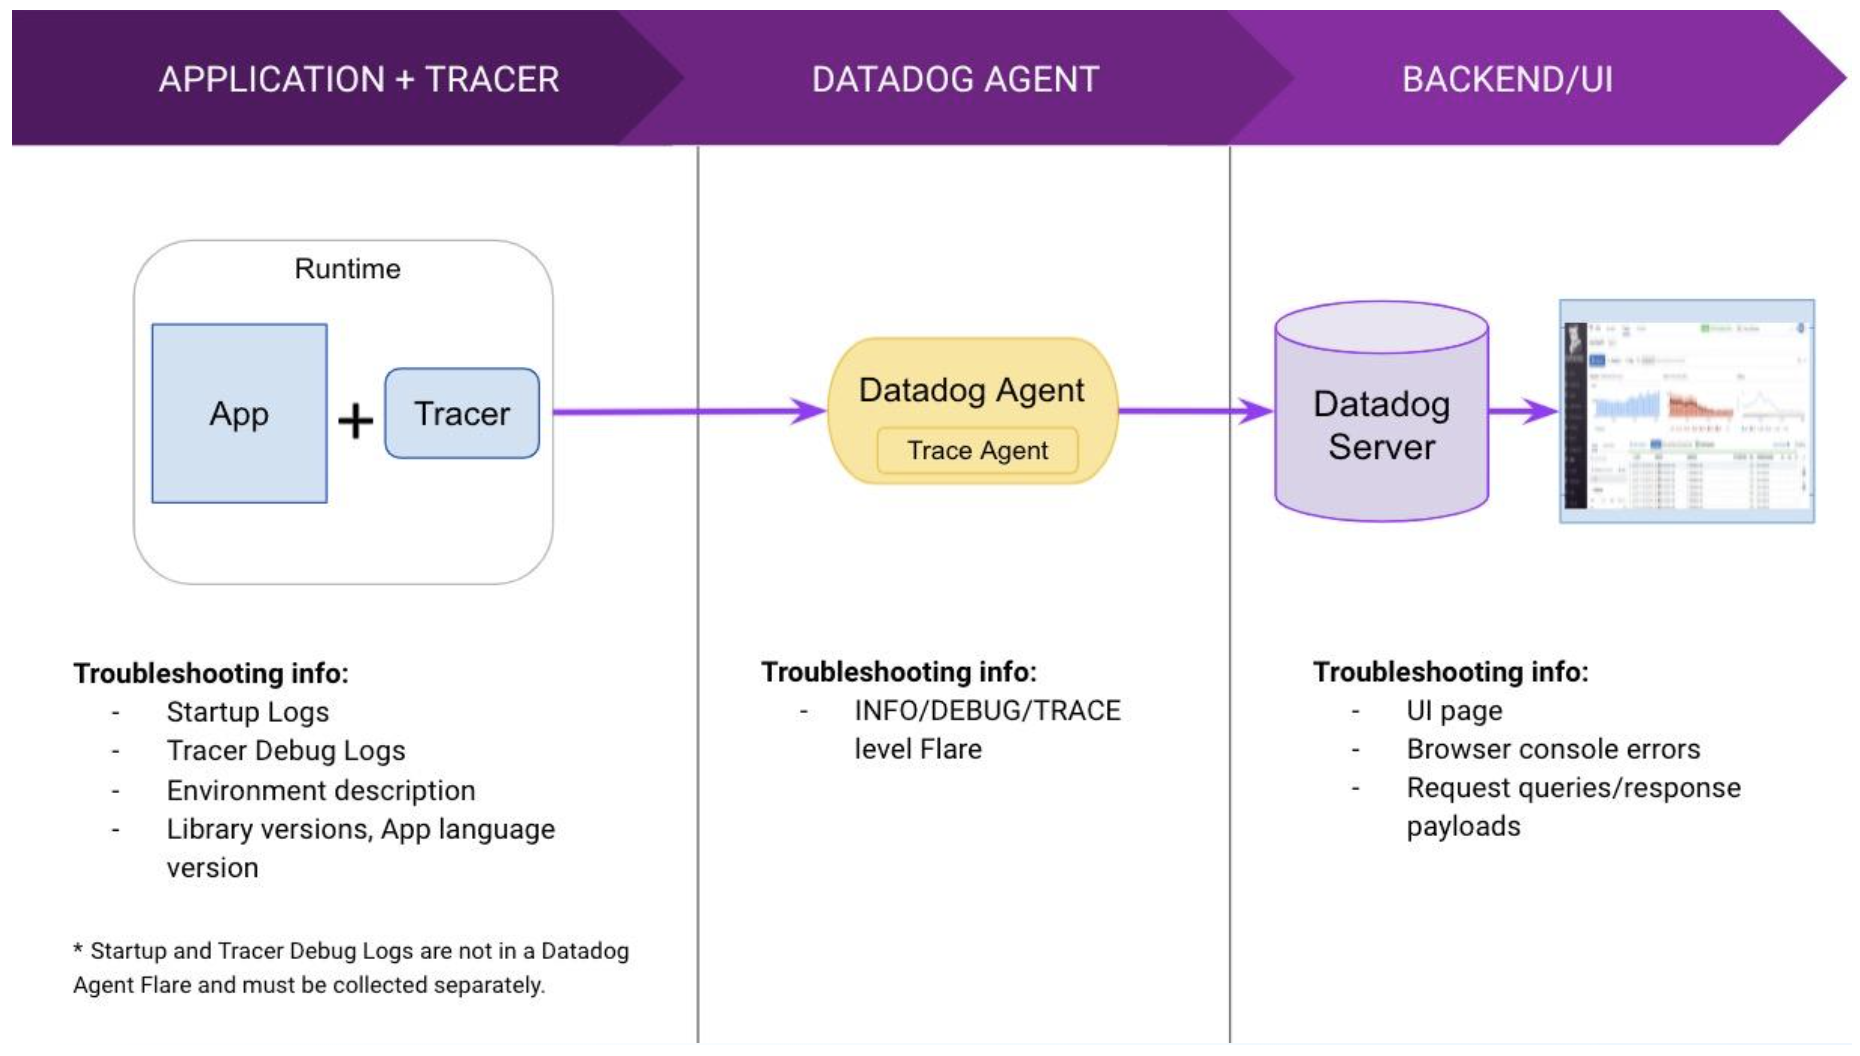 APPLICATION + TRACER
DATADOG AGENT
BACKEND/UI
Runtime
App
+
Tracer
Datadog Agent
Trace Agent
Datadog
Server
Troubleshooting info:
- Startup Logs
- Tracer Debug Logs
- Environment description
- Library versions, App language
version
* Startup and Tracer Debug Logs are not in a Datadog
Agent Flare and must be collected separately.
Troubleshooting info:
- INFO/DEBUG/TRACE
level Flare
Troubleshooting info:
- UI page
- Browser console errors
- Request queries/response
payloads